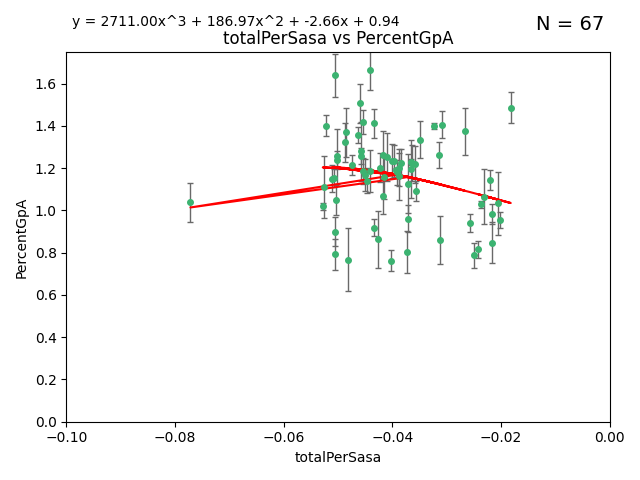 y = 2711.00x^3 + 186.97x^2 + -2.66x + 0.94
N = 67
totalPerSasa vs PercentGpA
PercentGpA
1.6
1.4
1.2
1.0
0.8
0.6
0.4
0.2
0.0
−0.10 −0.08 −0.06 −0.04 −0.02 0.00
totalPerSasa